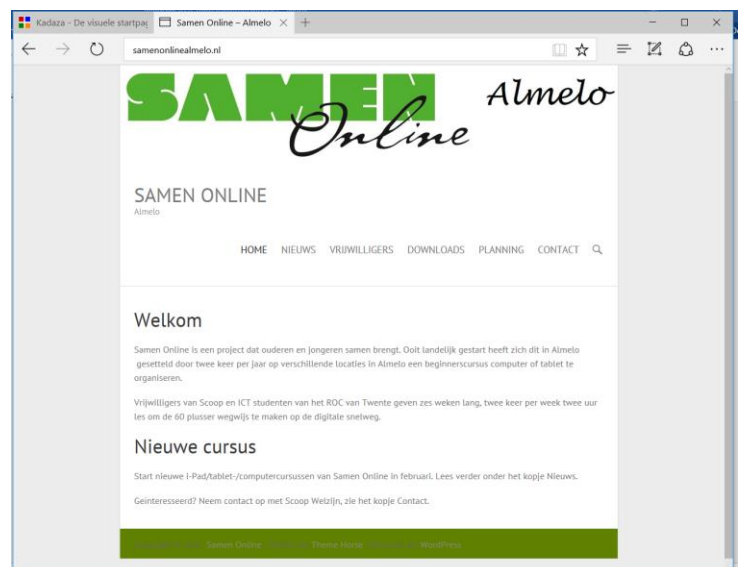 Kadaza - De visuele startpag
Samen Online – Almelo
samenonlinealmelo.nl
SAMEN Almelo
Online
SAMEN ONLINE
Almelo
HOME NIEUWS VRIJWILLIGERS DOWNLOADS PLANNING CONTACT
Welkom
Samen Online is een project dat ouderen en jongeren samen brengt. Ooit landelijk gestart heeft zich dit in Almelo
gesetteld door twee keer per jaar op verschillende locaties in Almelo een beginnerscursus computer of tablet te
organiseren.
Vrijwilligers van Scoop en ICT studenten van het ROC van Twente geven zes weken lang, twee keer per week twee uur
les om de 60 plusser wegwijs te maken op de digitale snelweg.
Nieuwe cursus
Start nieuwe I-Pad/tablet-/computercursussen van Samen Online in februari. Lees verder onder het kopje Nieuws.
Geïnteresseerd? Neem contact op met Scoop Welzijn, zie het kopje Contact.
Samen Online Theme Horse WordPress